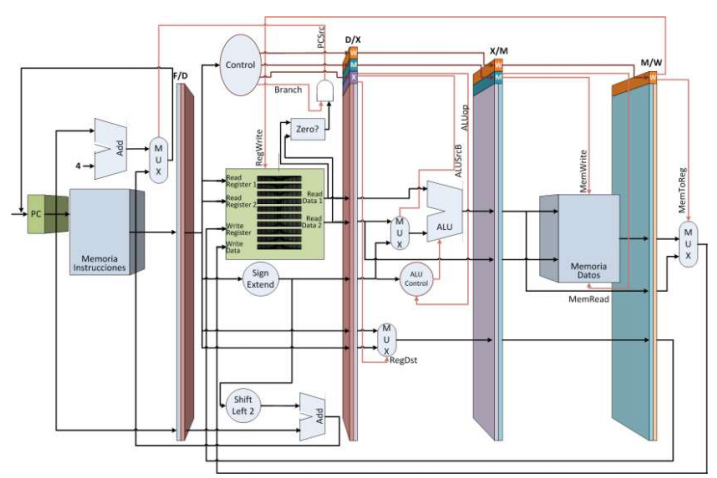 D/X
X/M
M/W
F/D
PCSrc
W
M
X
W
M
W
Control
Branch
ALUop
ALUSrcB
RegWrite
MemWrite
MemToReg
Zero?
Add
4
M
U
X
Read
Register 1
Read
Register 2
Write
Register
Write
Data
Read
Data 1
Read
Data 2
PC
Memoria
Instrucciones
M
U
X
ALU
Memoria
Datos
M
U
X
Sign
Extend
ALU
Control
MemRead
M
U
X
RegDst
Shift
Left 2
Add